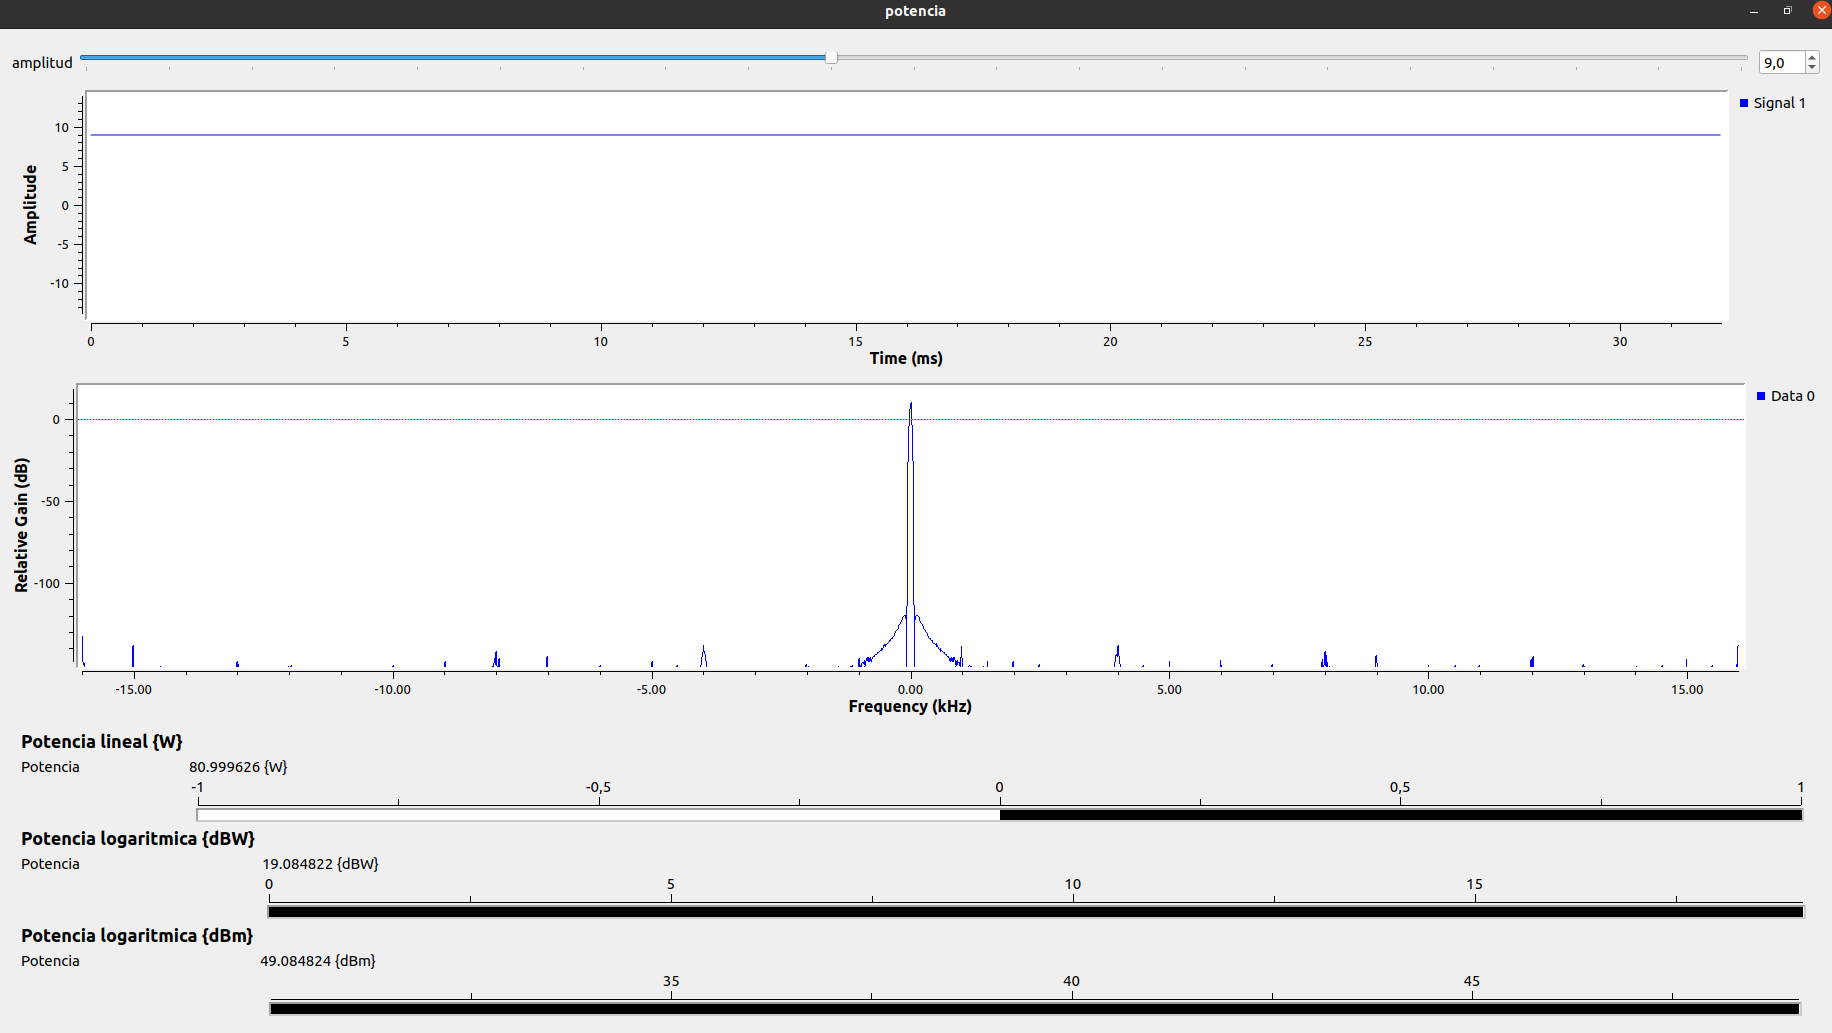 potencia
amplitud
9,0
Signal 1
10
5
0
-5
-10
Amplitude
0 5 10 15 20 25 30
Time (ms)
Data 0
0
-50
-100
Relative Gain (dB)
-15.00 -10.00 -5.00 0.00 5.00 10.00 15.00
Frequency (kHz)
Potencia lineal {W}
Potencia 80.999626 {W}
-1 -0,5 0 0,5 1
Potencia logaritmica {dBW}
Potencia 19.084822 {dBW}
0 5 10 15
Potencia logaritmica {dBm}
Potencia 49.084824 {dBm}
35 40 45